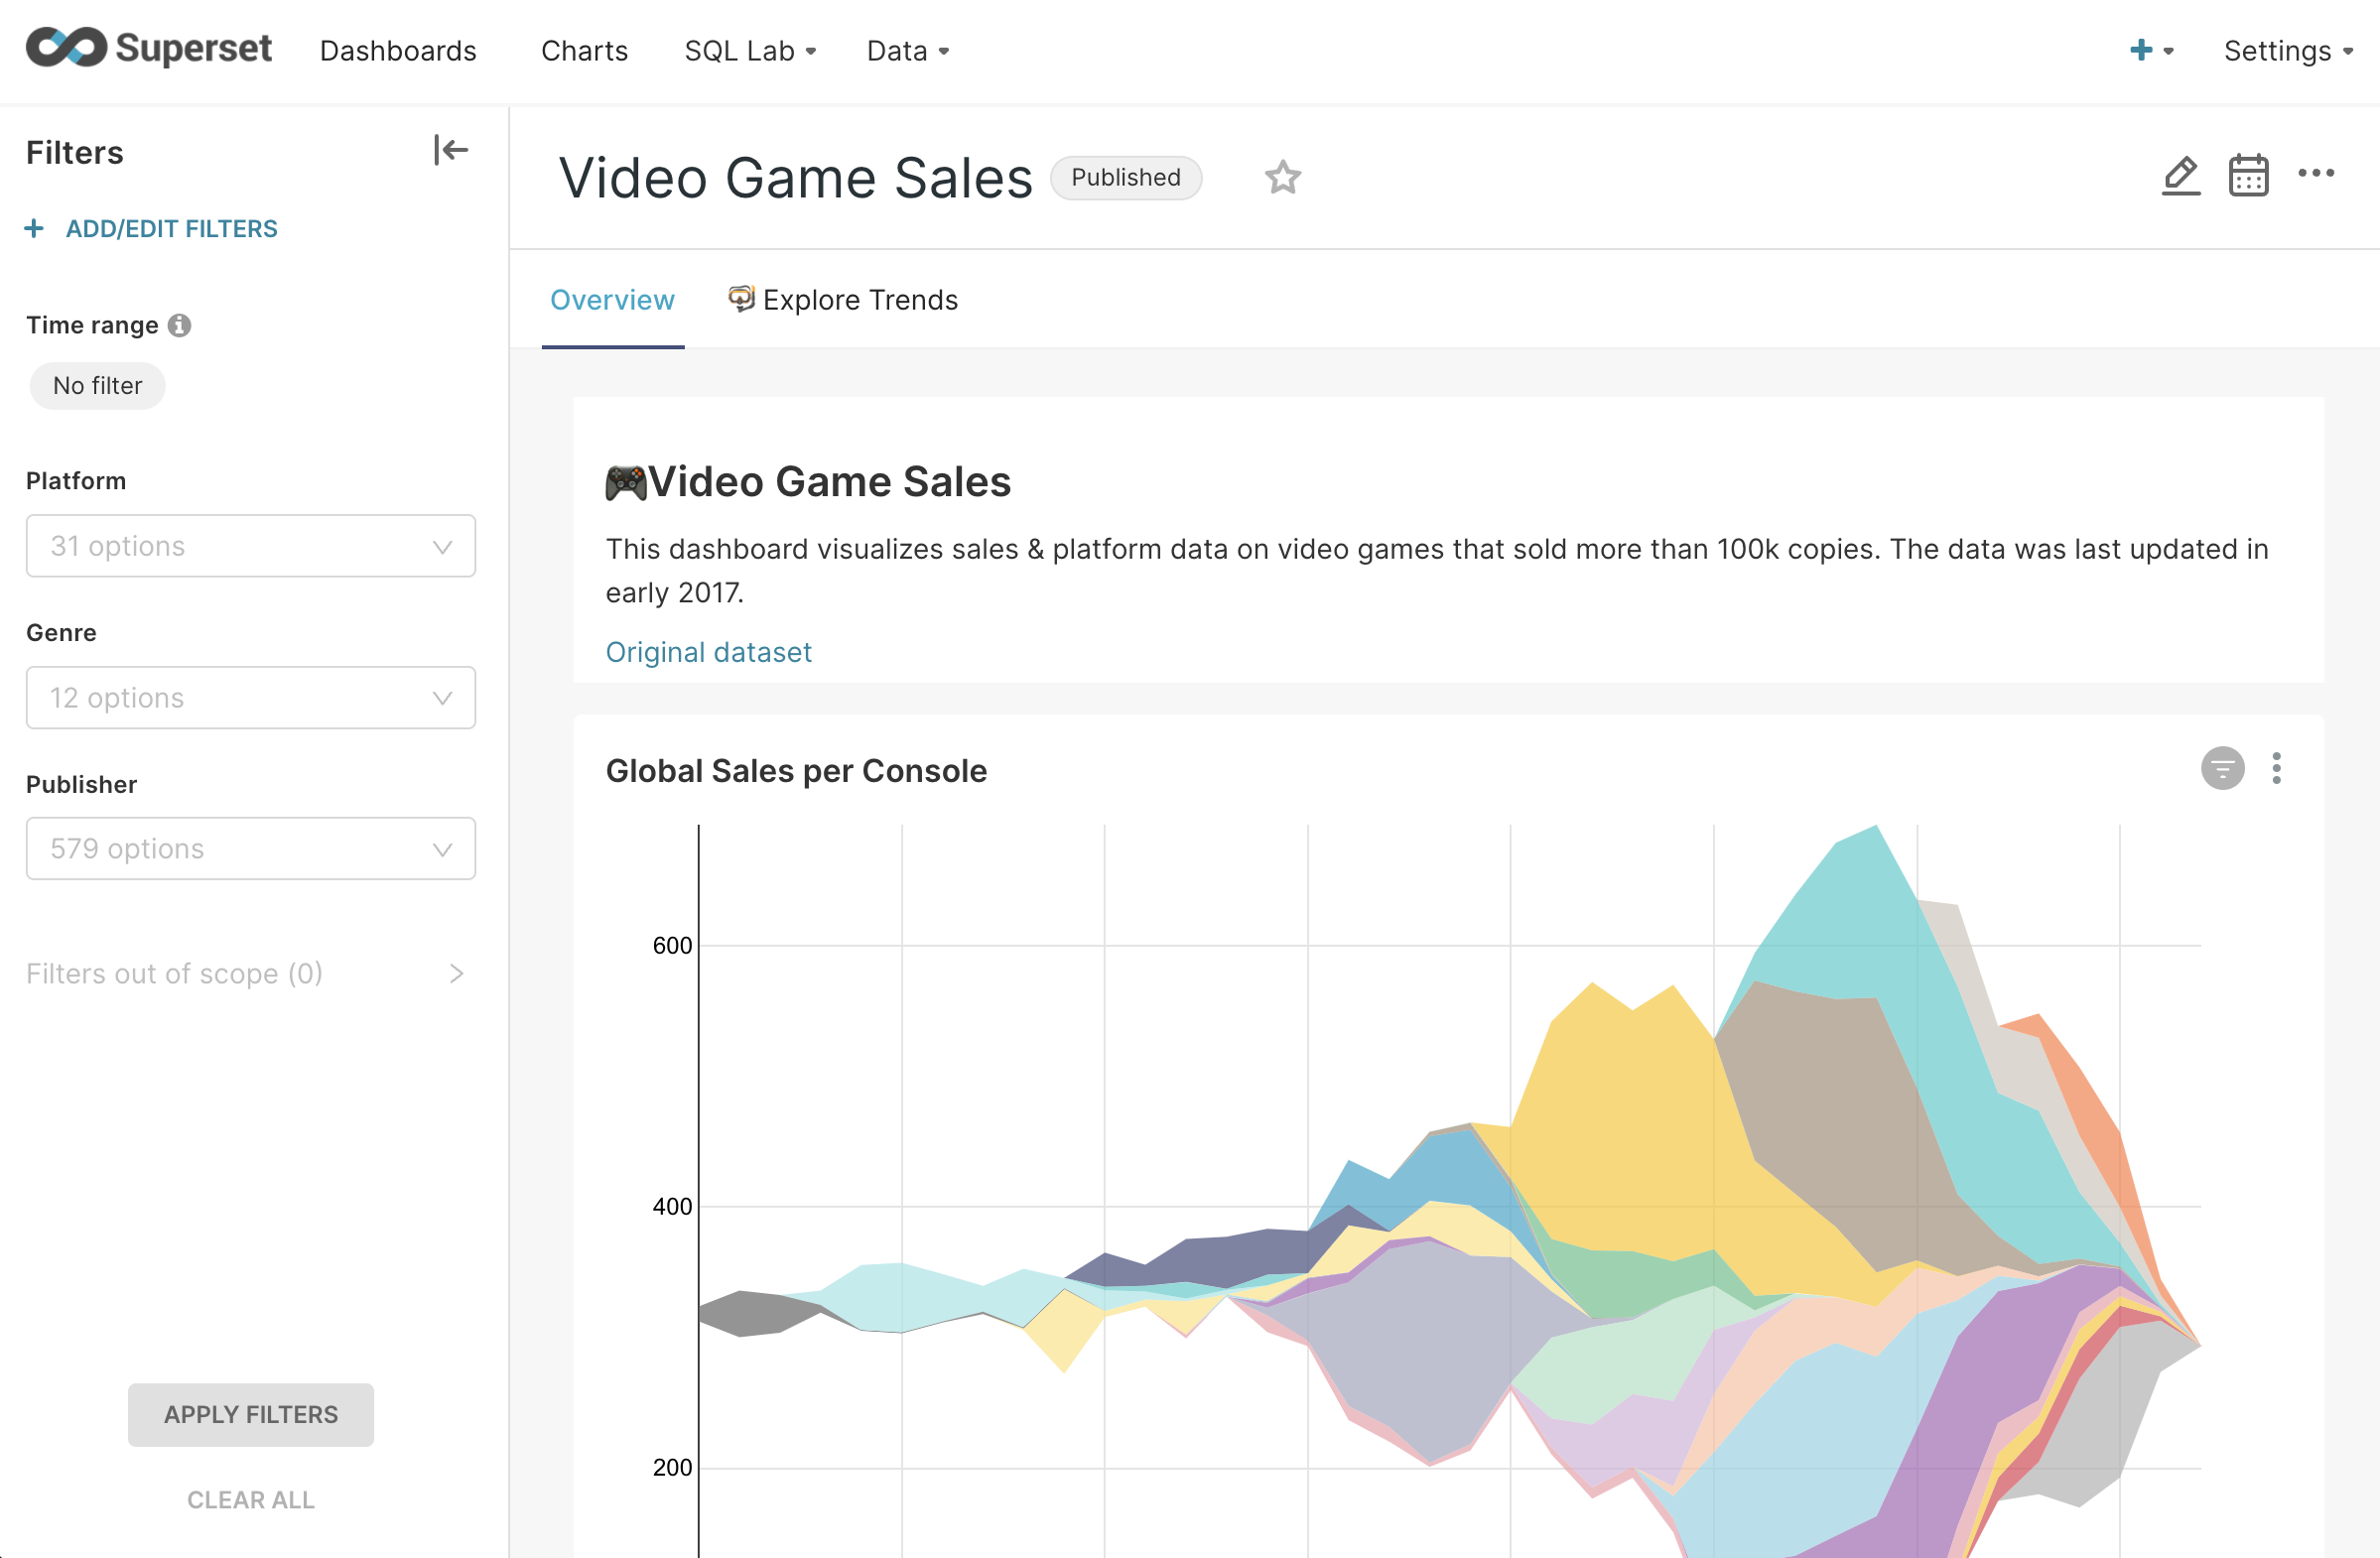 Superset Dashboards Charts SQL Lab Data Settings
Filters
ADD/EDIT FILTERS
Time range
No filter
Platform
31 options
Genre
12 options
Publisher
579 options
Filters out of scope (0)
APPLY FILTERS
CLEAR ALL
Video Game Sales Published
Overview Explore Trends
Video Game Sales
This dashboard visualizes sales & platform data on video games that sold more than 100k copies. The data was last updated in
early 2017.
Original dataset
Global Sales per Console
600
400
200